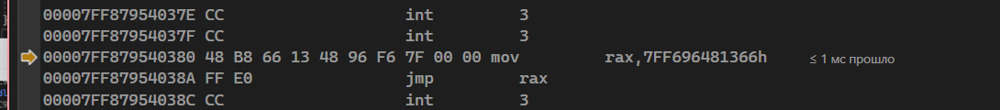 00007FF87954037E CC int 3
00007FF87954037F CC int 3
00007FF879540380 48 B8 66 13 48 96 F6 7F 00 00 mov rax,7FF696481366h ≤ 1 мс прошло
00007FF87954038A FF E0 jmp rax
00007FF87954038C CC int 3